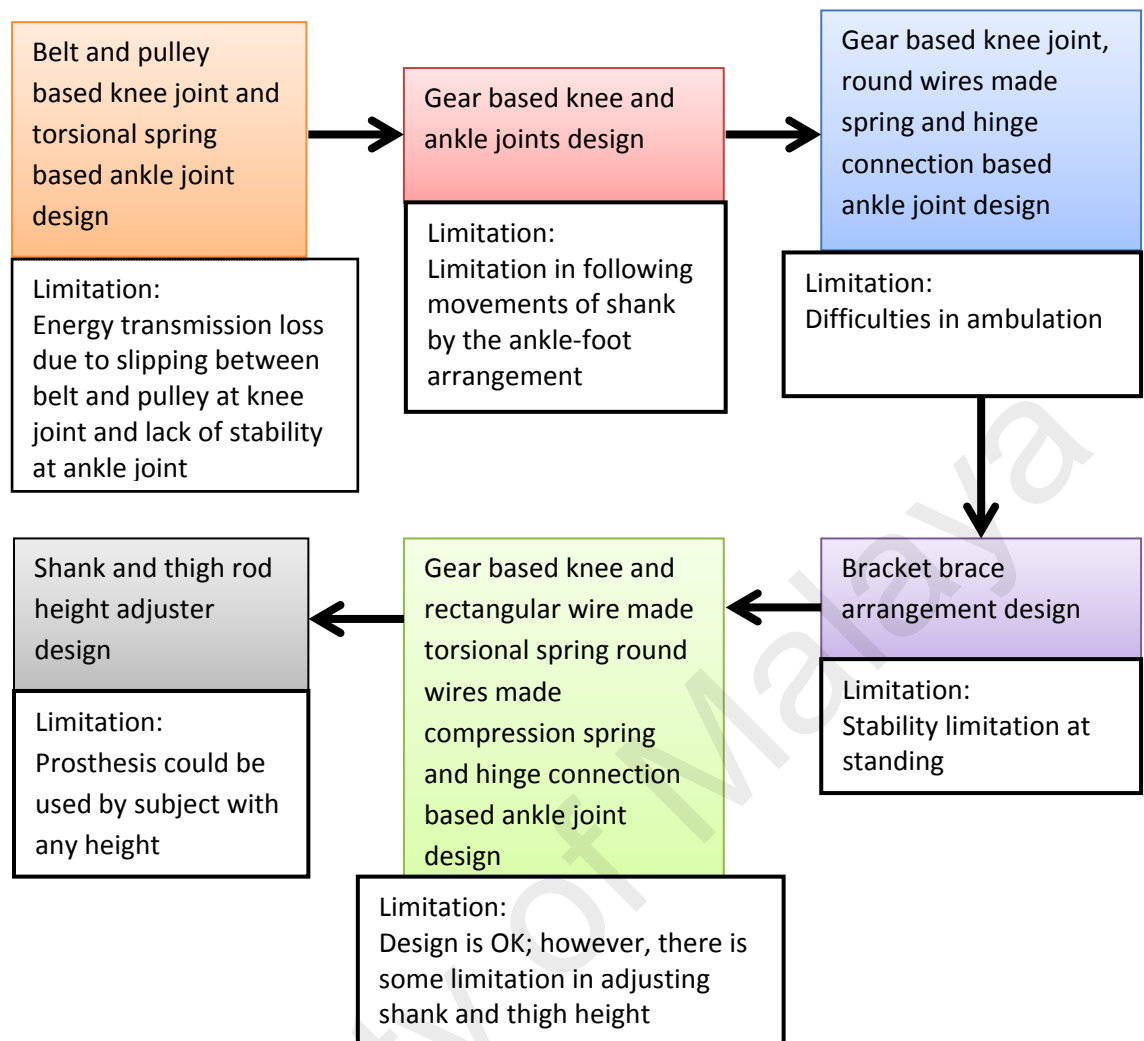 Belt and pulley
based knee joint and
torsional spring
based ankle joint
design
Limitation:
Energy transmission loss
due to slipping between
belt and pulley at knee
joint and lack of stability
at ankle joint
Gear based knee and
ankle joints design
Limitation:
Limitation in following
movements of shank
by the ankle-foot
arrangement
Gear based knee joint,
round wires made
spring and hinge
connection based
ankle joint design
Limitation:
Difficulties in ambulation
Bracket brace
arrangement design
Limitation:
Stability limitation at
standing
Gear based knee and
rectangular wire made
torsional spring round
wires made
compression spring
and hinge connection
based ankle joint
design
Limitation:
Design is OK; however, there is
some limitation in adjusting
shank and thigh height
Shank and thigh rod
height adjuster
design
Limitation:
Prosthesis could be
used by subject with
any height
of Malaya